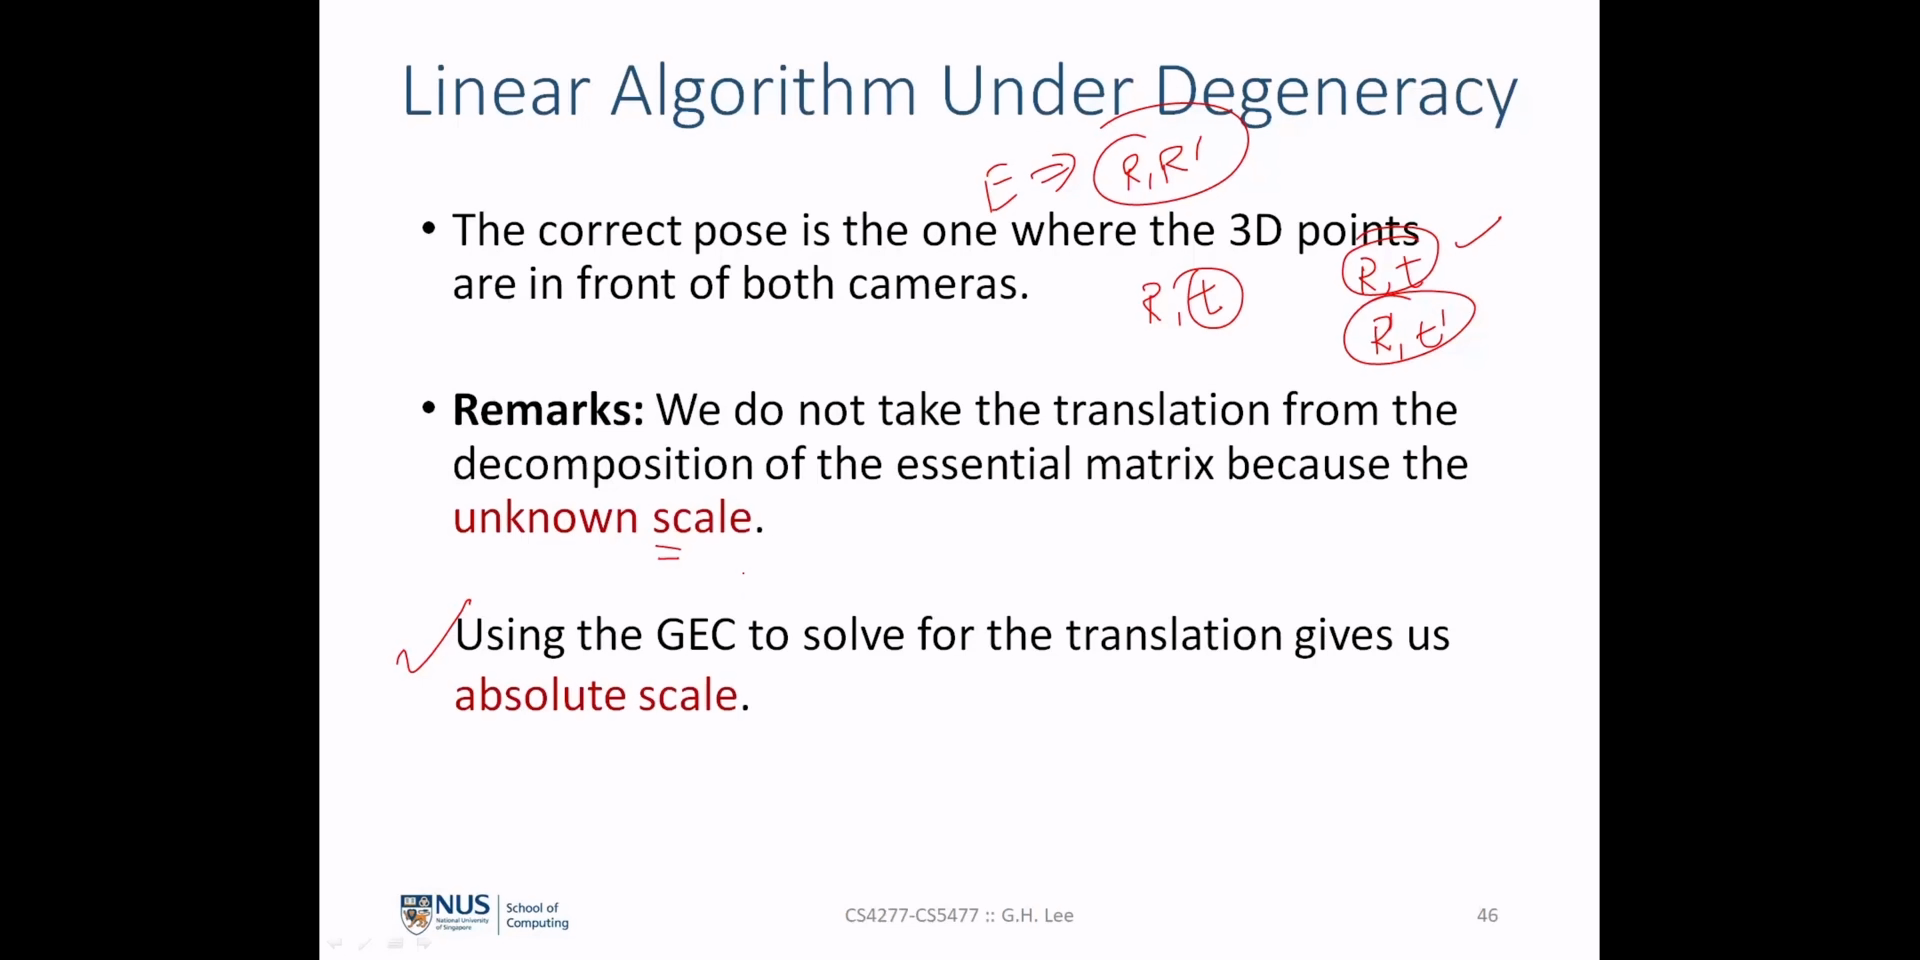 Linear Algorithm Under Degeneracy
E ⇒ R, R'
• The correct pose is the one where the 3D points
are in front of both cameras.
R, t
R, t
R', t'
• Remarks: We do not take the translation from the
decomposition of the essential matrix because the
unknown scale.
Using the GEC to solve for the translation gives us
absolute scale.
NUS
National University
of Singapore
School of
Computing
CS4277-CS5477 :: G.H. Lee
46